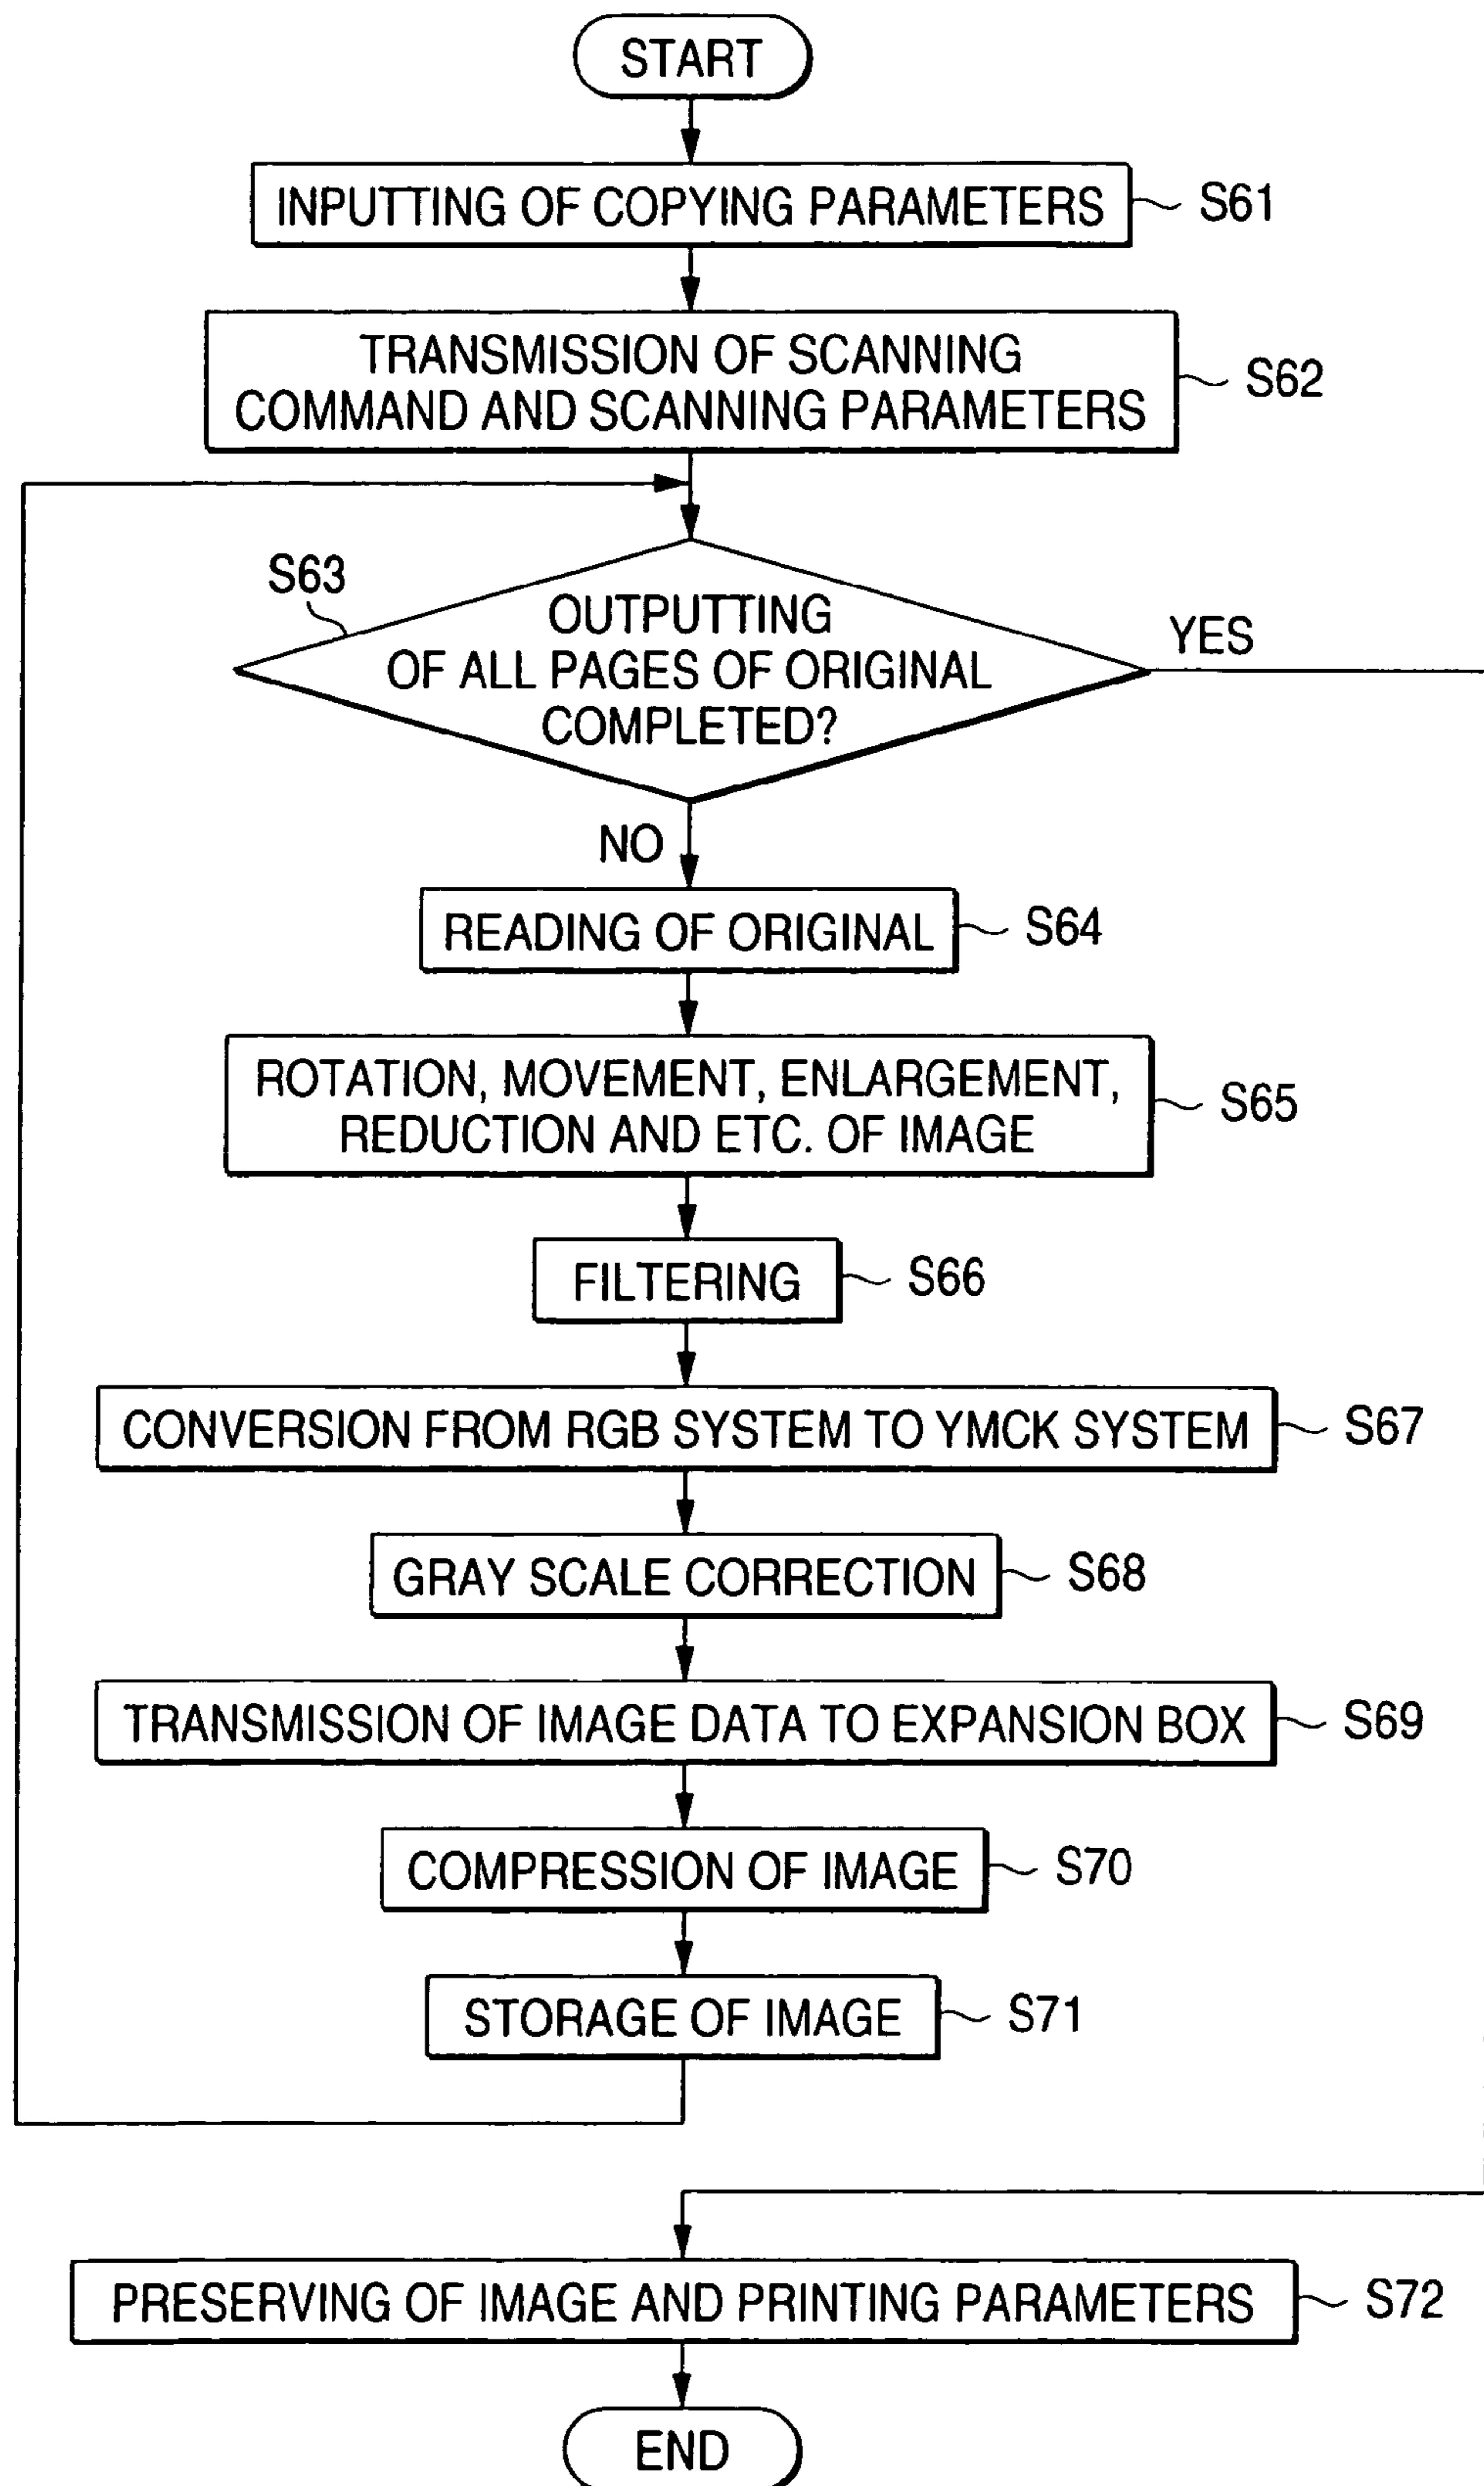 START
INPUTTING OF COPYING PARAMETERS
S61
TRANSMISSION OF SCANNING
COMMAND AND SCANNING PARAMETERS
S62
S63
OUTPUTTING
OF ALL PAGES OF ORIGINAL
COMPLETED?
YES
NO
READING OF ORIGINAL
S64
ROTATION, MOVEMENT, ENLARGEMENT,
REDUCTION AND ETC. OF IMAGE
S65
FILTERING
S66
CONVERSION FROM RGB SYSTEM TO YMCK SYSTEM
S67
GRAY SCALE CORRECTION
S68
TRANSMISSION OF IMAGE DATA TO EXPANSION BOX
S69
COMPRESSION OF IMAGE
S70
STORAGE OF IMAGE
S71
PRESERVING OF IMAGE AND PRINTING PARAMETERS
S72
END